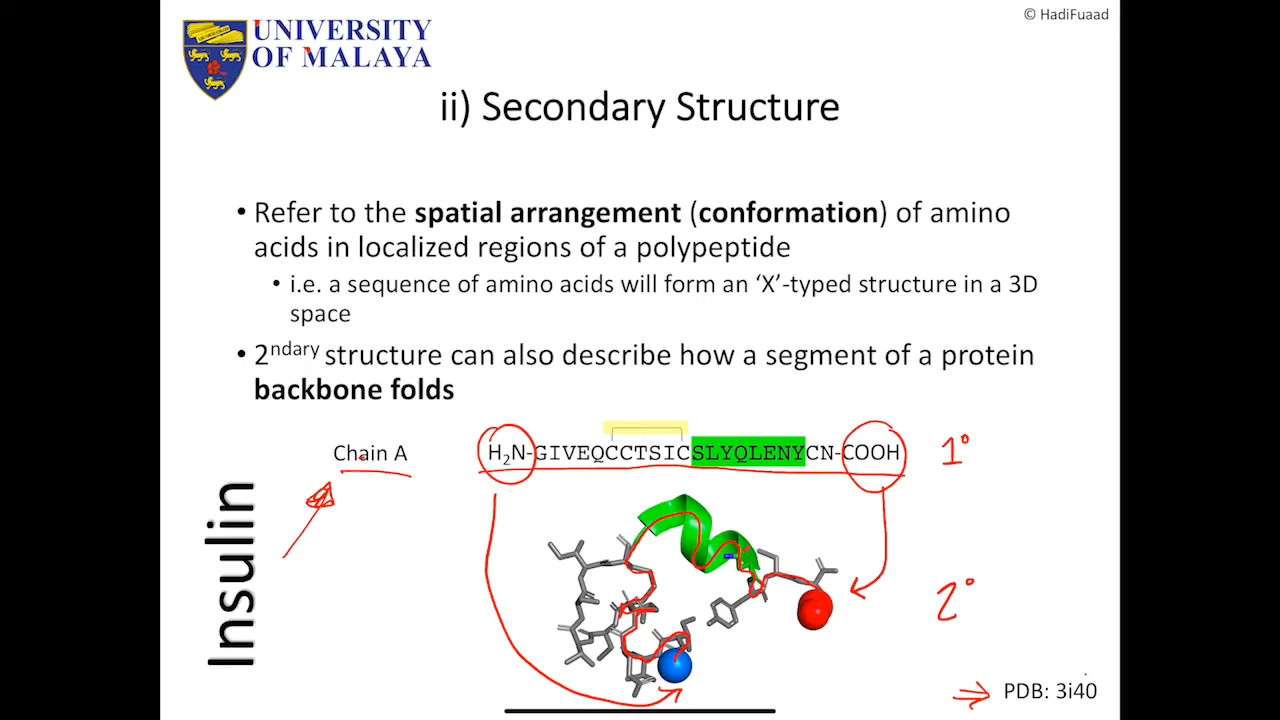 © HadiFuaad
UNIVERSITY
OF MALAYA
ii) Secondary Structure
• Refer to the spatial arrangement (conformation) of amino
acids in localized regions of a polypeptide
• i.e. a sequence of amino acids will form an ‘X’-typed structure in a 3D
space
• 2ndary structure can also describe how a segment of a protein
backbone folds
Chain A H2N-GIVEQCCTSICSLYQLENYCN-COOH 1°
Insulin
2°
PDB: 3i40